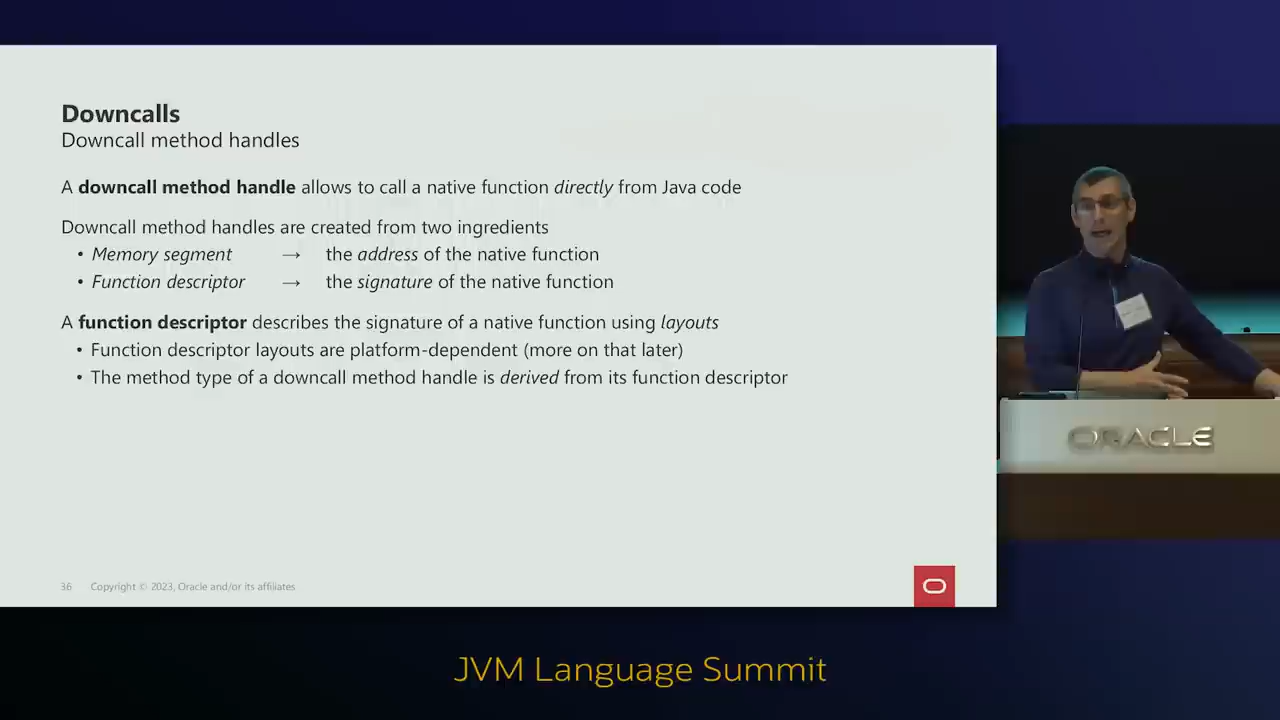 Downcalls
Downcall method handles
A downcall method handle allows to call a native function directly from Java code
Downcall method handles are created from two ingredients
• Memory segment → the address of the native function
• Function descriptor → the signature of the native function
A function descriptor describes the signature of a native function using layouts
• Function descriptor layouts are platform-dependent (more on that later)
• The method type of a downcall method handle is derived from its function descriptor
36 Copyright © 2023, Oracle and/or its affiliates
ORACLE
JVM Language Summit